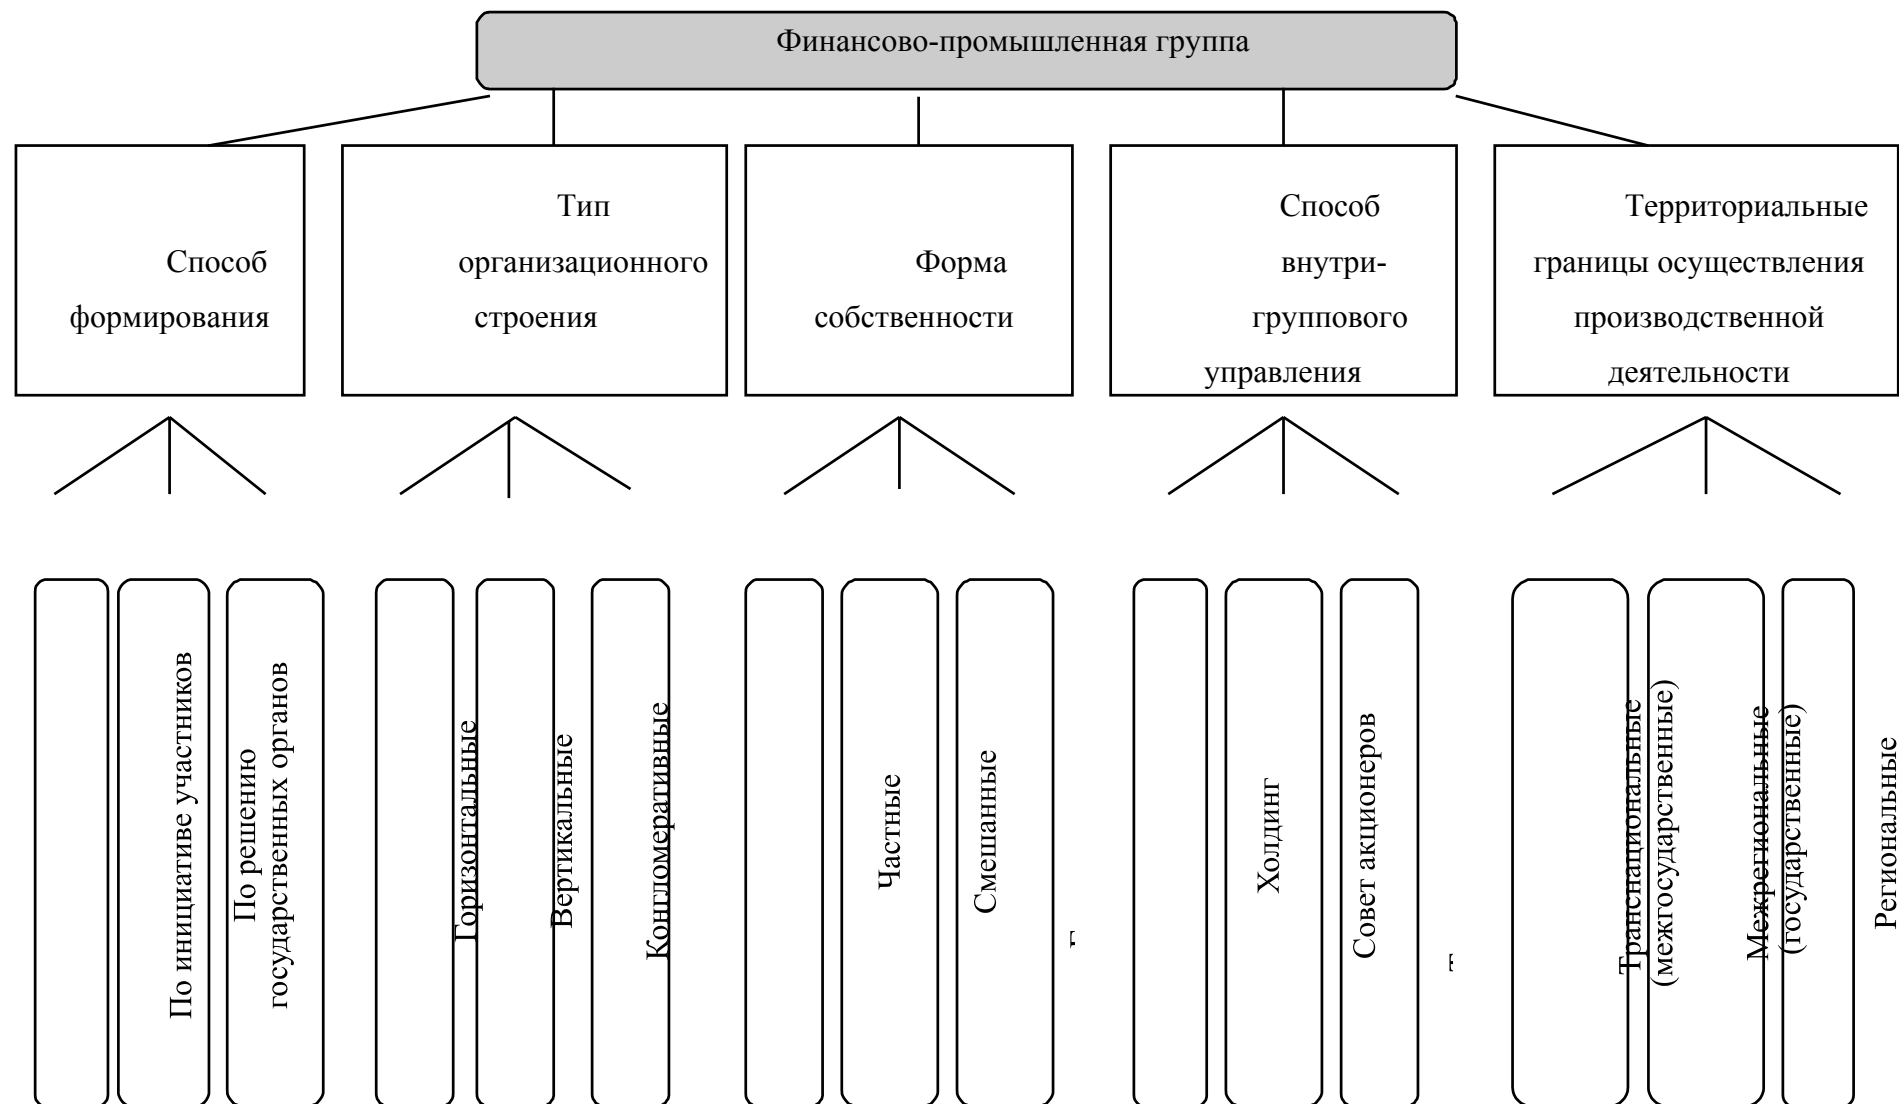 Финансово-промышленная группа
Способ
формирования
Тип
организационного
строения
Форма
собственности
Способ
внутри-
группового
управления
Территориальные
границы осуществления
производственной
деятельности
По инициативе участников
По решению
государственных органов
Горизонтальные
Вертикальные
Конгломеративные
Частные
Смешанные
Холдинг
Совет акционеров
Транснациональные
(межгосударственные)
Межрегиональные
(государственные)
Региональные